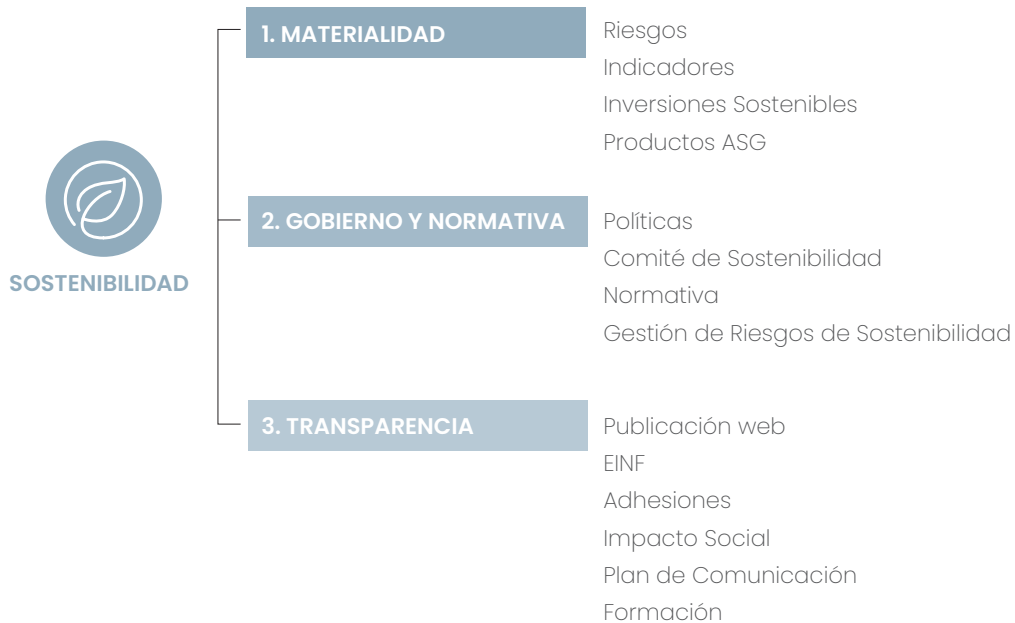 SOSTENIBILIDAD
1. MATERIALIDAD
Riesgos
Indicadores
Inversiones Sostenibles
Productos ASG
2. GOBIERNO Y NORMATIVA
Políticas
Comité de Sostenibilidad
Normativa
Gestión de Riesgos de Sostenibilidad
3. TRANSPARENCIA
Publicación web
EINF
Adhesiones
Impacto Social
Plan de Comunicación
Formación